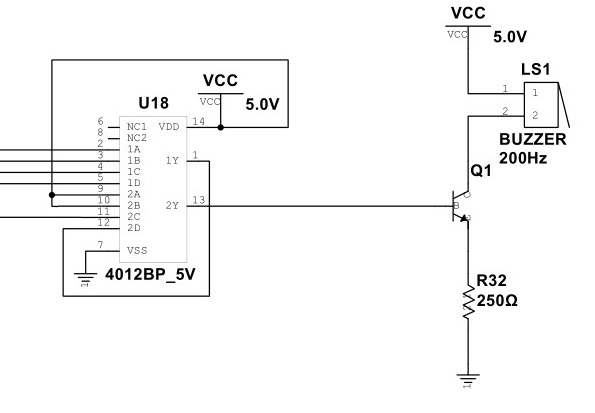 VCC
VCC
5.0V
LS1
1
1
2
2
BUZZER
200Hz
VCC
VCC
5.0V
U18
6 NC1 VDD 14
8 NC2
2 1A
3 1B 1Y 1
4 1C
5 1D
9 2A
10 2B 2Y 13
11 2C
12 2D
7 VSS
4012BP_5V
Q1
B
R32
250Ω